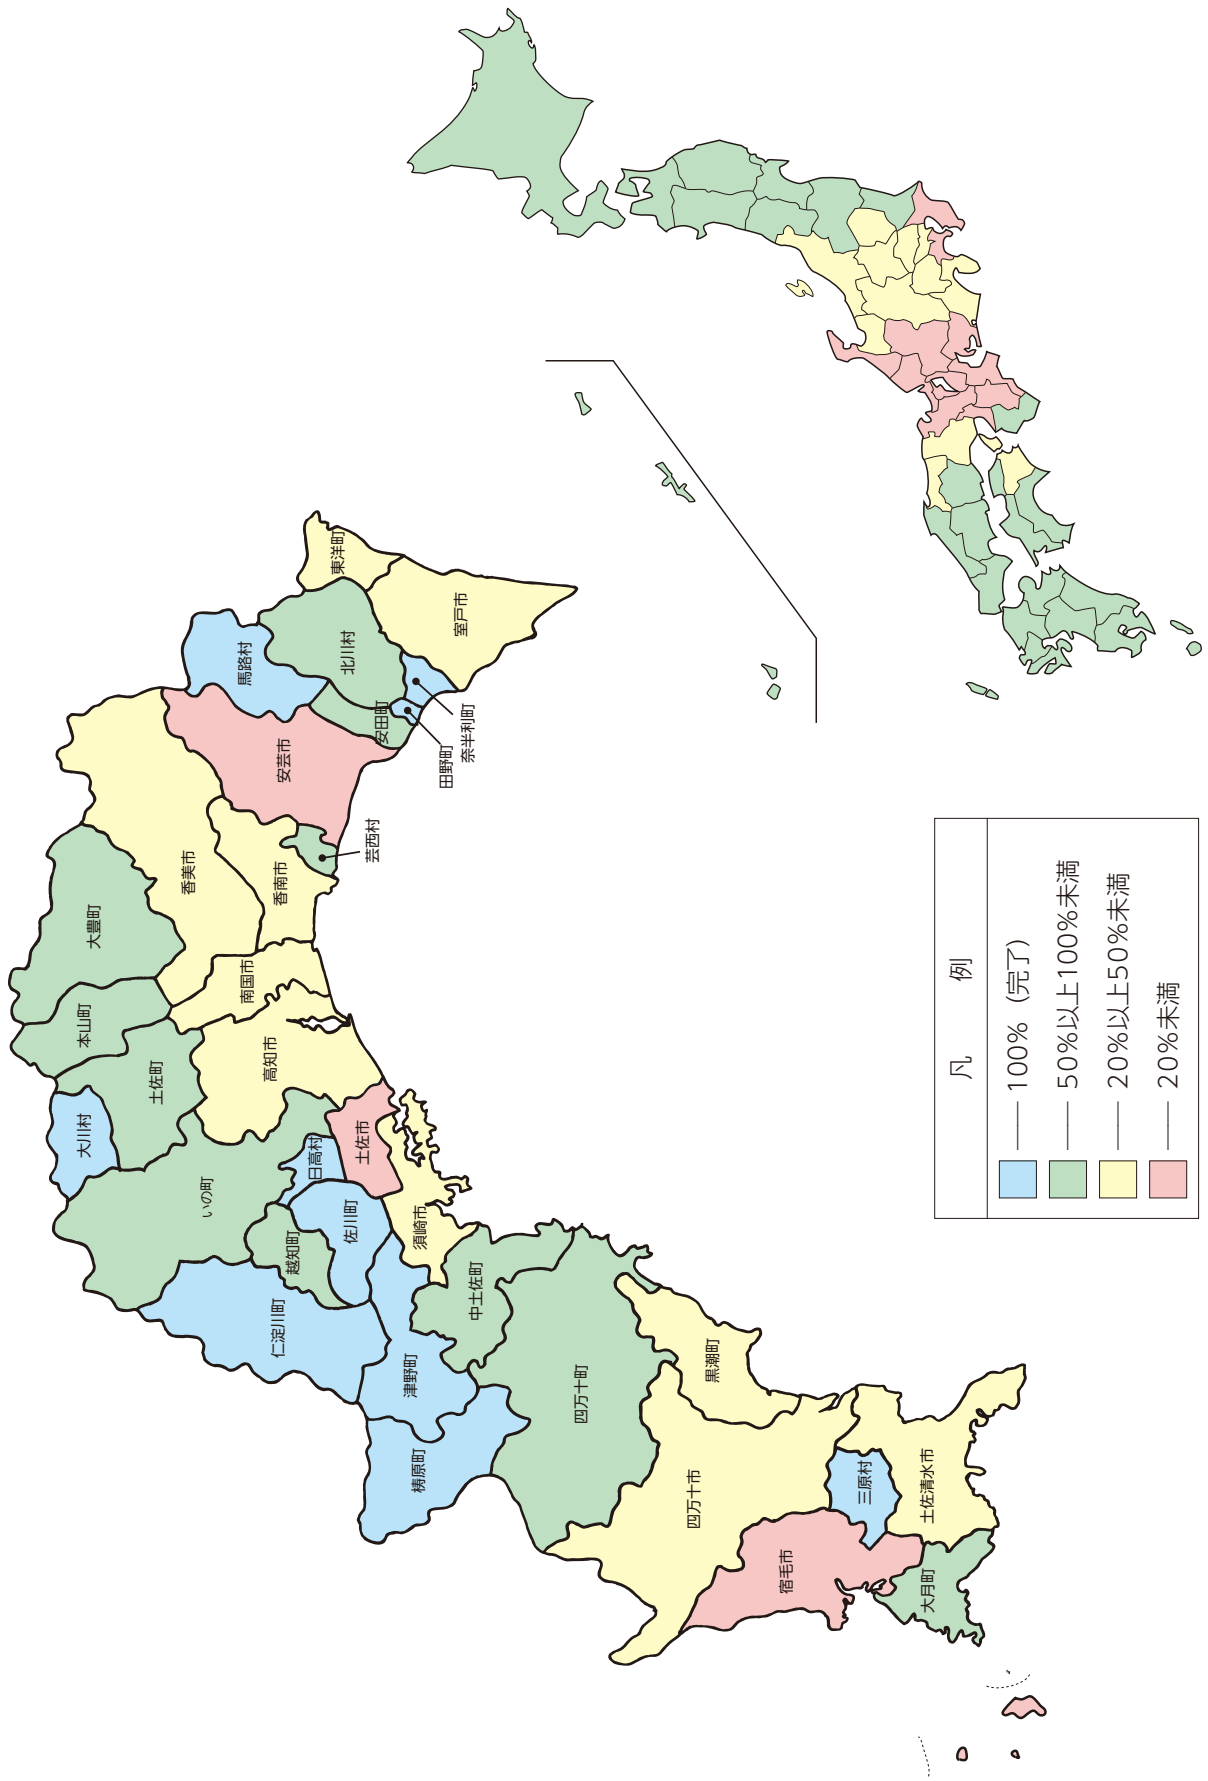 東洋町
室戸市
北川村
馬路村
安田町
奈半利町
田野町
安芸市
芸西村
香美市
香南市
大豊町
南国市
本山町
高知市
土佐町
大川村
土佐市
日高村
いの町
佐川町
須崎市
越知町
中土佐町
仁淀川町
津野町
黒潮町
四万十町
梼原町
四万十市
三原村
土佐清水市
宿毛市
大月町
凡 例
100%（完了）
50%以上100%未満
20%以上50%未満
20%未満